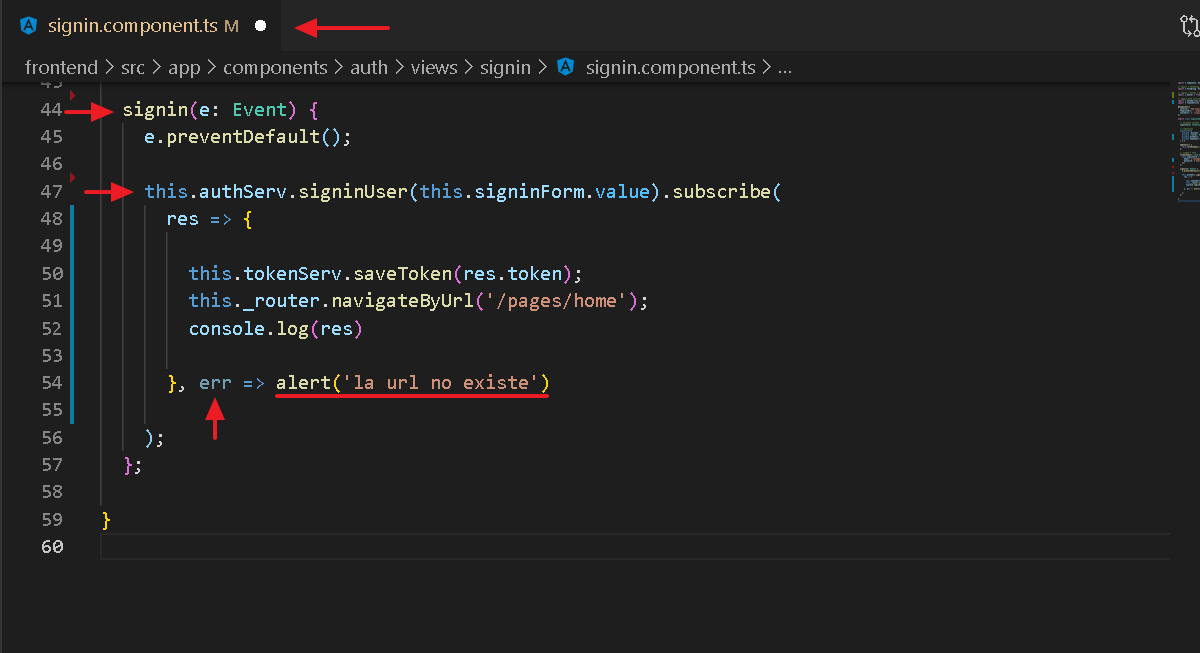 signin.component.ts M
frontend > src > app > components > auth > views > signin > signin.component.ts > ...
43
44 signin(e: Event) {
45 e.preventDefault();
46
47 this.authServ.signinUser(this.signinForm.value).subscribe(
48 res => {
49
50 this.tokenServ.saveToken(res.token);
51 this._router.navigateByUrl('/pages/home');
52 console.log(res)
53
54 }, err => alert('la url no existe')
55
56 );
57 };
58
59 }
60